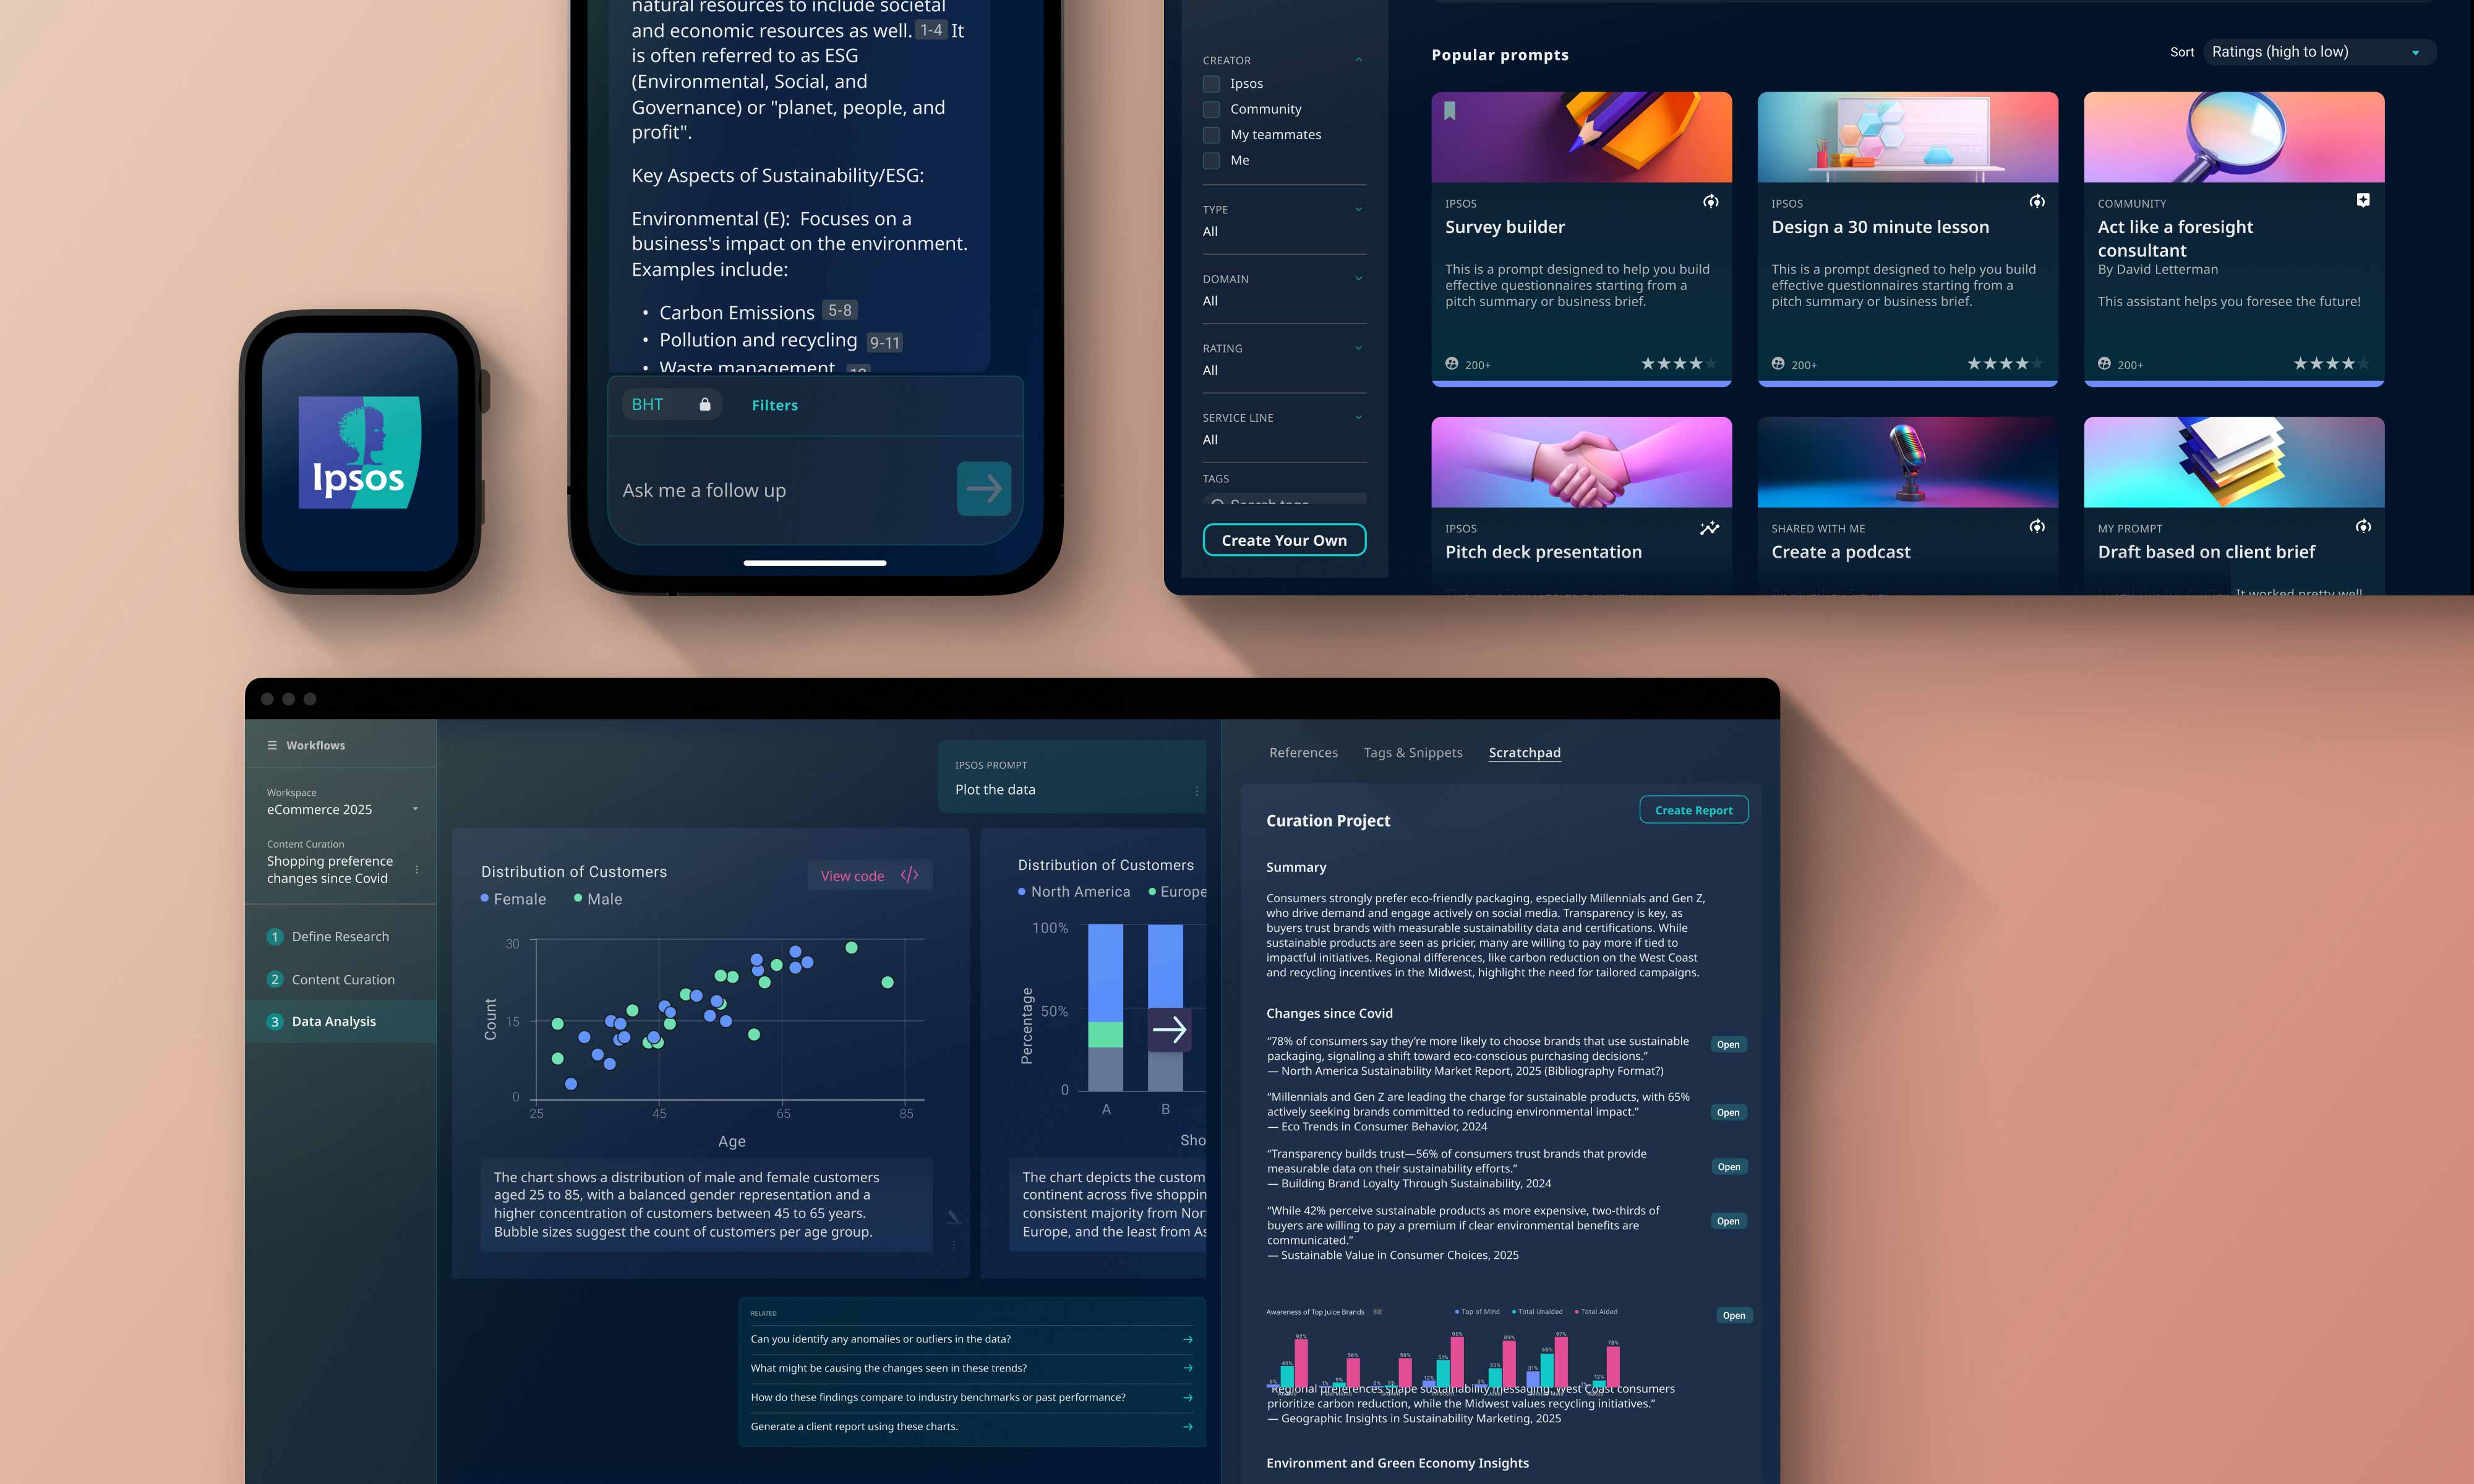 natural resources to include societal
and economic resources as well. 1-4 It
is often referred to as ESG
(Environmental, Social, and
Governance) or "planet, people, and
profit".
Key Aspects of Sustainability/ESG:
Environmental (E): Focuses on a
business's impact on the environment.
Examples include:
• Carbon Emissions 5-8
• Pollution and recycling 9-11
• Waste management
BHT
Filters
Ask me a follow up
Ipsos
CREATOR
Ipsos
Community
My teammates
Me
TYPE
All
DOMAIN
All
RATING
All
SERVICE LINE
All
TAGS
Search tags
Create Your Own
Popular prompts
Sort Ratings (high to low)
IPSOS
Survey builder
This is a prompt designed to help you build
effective questionnaires starting from a
pitch summary or business brief.
200+
IPSOS
Design a 30 minute lesson
This is a prompt designed to help you build
effective questionnaires starting from a
pitch summary or business brief.
200+
COMMUNITY
Act like a foresight
consultant
By David Letterman
This assistant helps you foresee the future!
200+
IPSOS
Pitch deck presentation
SHARED WITH ME
Create a podcast
MY PROMPT
Draft based on client brief
It worked pretty well
Workflows
Workspace
eCommerce 2025
Content Curation
Shopping preference
changes since Covid
1 Define Research
2 Content Curation
3 Data Analysis
IPSOS PROMPT
Plot the data
Distribution of Customers
View code </>
Female Male
30
15
0
Count
25 45 65 85
Age
The chart shows a distribution of male and female customers
aged 25 to 85, with a balanced gender representation and a
higher concentration of customers between 45 to 65 years.
Bubble sizes suggest the count of customers per age group.
Distribution of Customers
North America Europe
100%
50%
0
Percentage
A B
Sho
The chart depicts the custom
continent across five shoppin
consistent majority from Nor
Europe, and the least from As
RELATED
Can you identify any anomalies or outliers in the data?
What might be causing the changes seen in these trends?
How do these findings compare to industry benchmarks or past performance?
Generate a client report using these charts.
References Tags & Snippets Scratchpad
Curation Project
Create Report
Summary
Consumers strongly prefer eco-friendly packaging, especially Millennials and Gen Z,
who drive demand and engage actively on social media. Transparency is key, as
buyers trust brands with measurable sustainability data and certifications. While
sustainable products are seen as pricier, many are willing to pay more if tied to
impactful initiatives. Regional differences, like carbon reduction on the West Coast
and recycling incentives in the Midwest, highlight the need for tailored campaigns.
Changes since Covid
“78% of consumers say they’re more likely to choose brands that use sustainable
packaging, signaling a shift toward eco-conscious purchasing decisions.”
— North America Sustainability Market Report, 2025 (Bibliography Format?)
Open
“Millennials and Gen Z are leading the charge for sustainable products, with 65%
actively seeking brands committed to reducing environmental impact.”
— Eco Trends in Consumer Behavior, 2024
Open
“Transparency builds trust—56% of consumers trust brands that provide
measurable data on their sustainability efforts.”
— Building Brand Loyalty Through Sustainability, 2024
Open
“While 42% perceive sustainable products as more expensive, two-thirds of
buyers are willing to pay a premium if clear environmental benefits are
communicated.”
— Sustainable Value in Consumer Choices, 2025
Open
Awareness of Top Juice Brands
Top of Mind Total Unaided Total Aided
Open
6% 40% 92%
1% 9% 56%
0% 3% 56%
12% 51% 95%
5% 35% 89%
31% 65% 97%
1% 13% 78%
“Regional preferences shape sustainability messaging: West Coast consumers
prioritize carbon reduction, while the Midwest values recycling initiatives.”
— Geographic Insights in Sustainability Marketing, 2025
Environment and Green Economy Insights